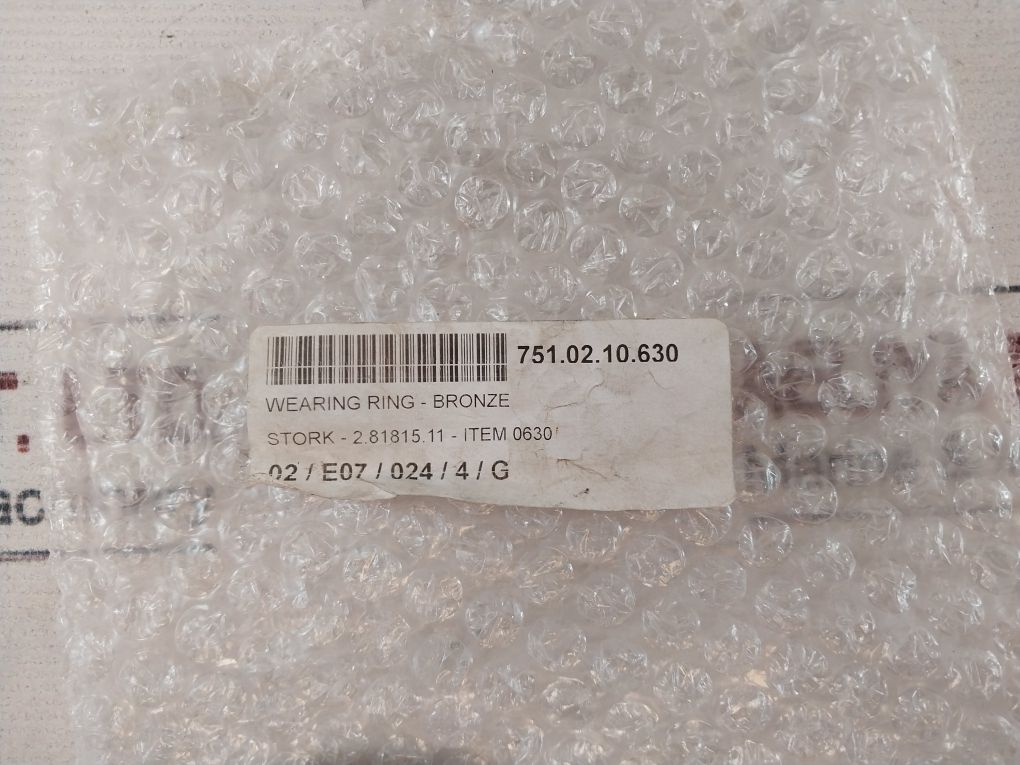 751.02.10.630
WEARING RING - BRONZE
STORK - 2.81815.11 - ITEM 0630
02 / E07 / 024 / 4 / G